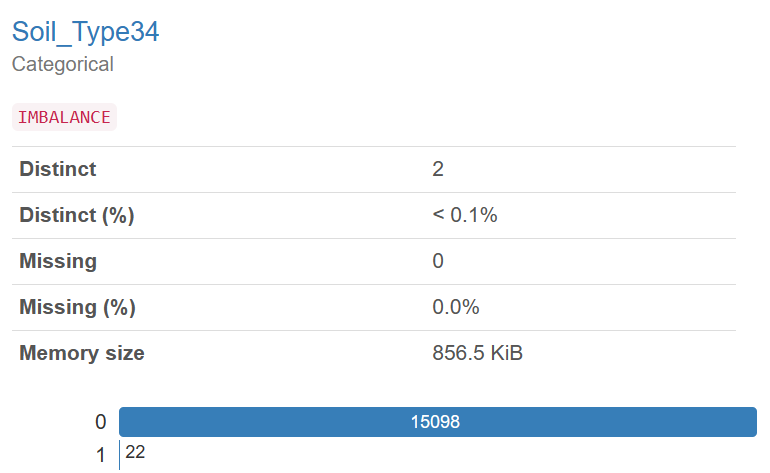 Soil_Type34
Categorical
IMBALANCE
Distinct 2
Distinct (%) < 0.1%
Missing 0
Missing (%) 0.0%
Memory size 856.5 KiB
0 15098
1 22